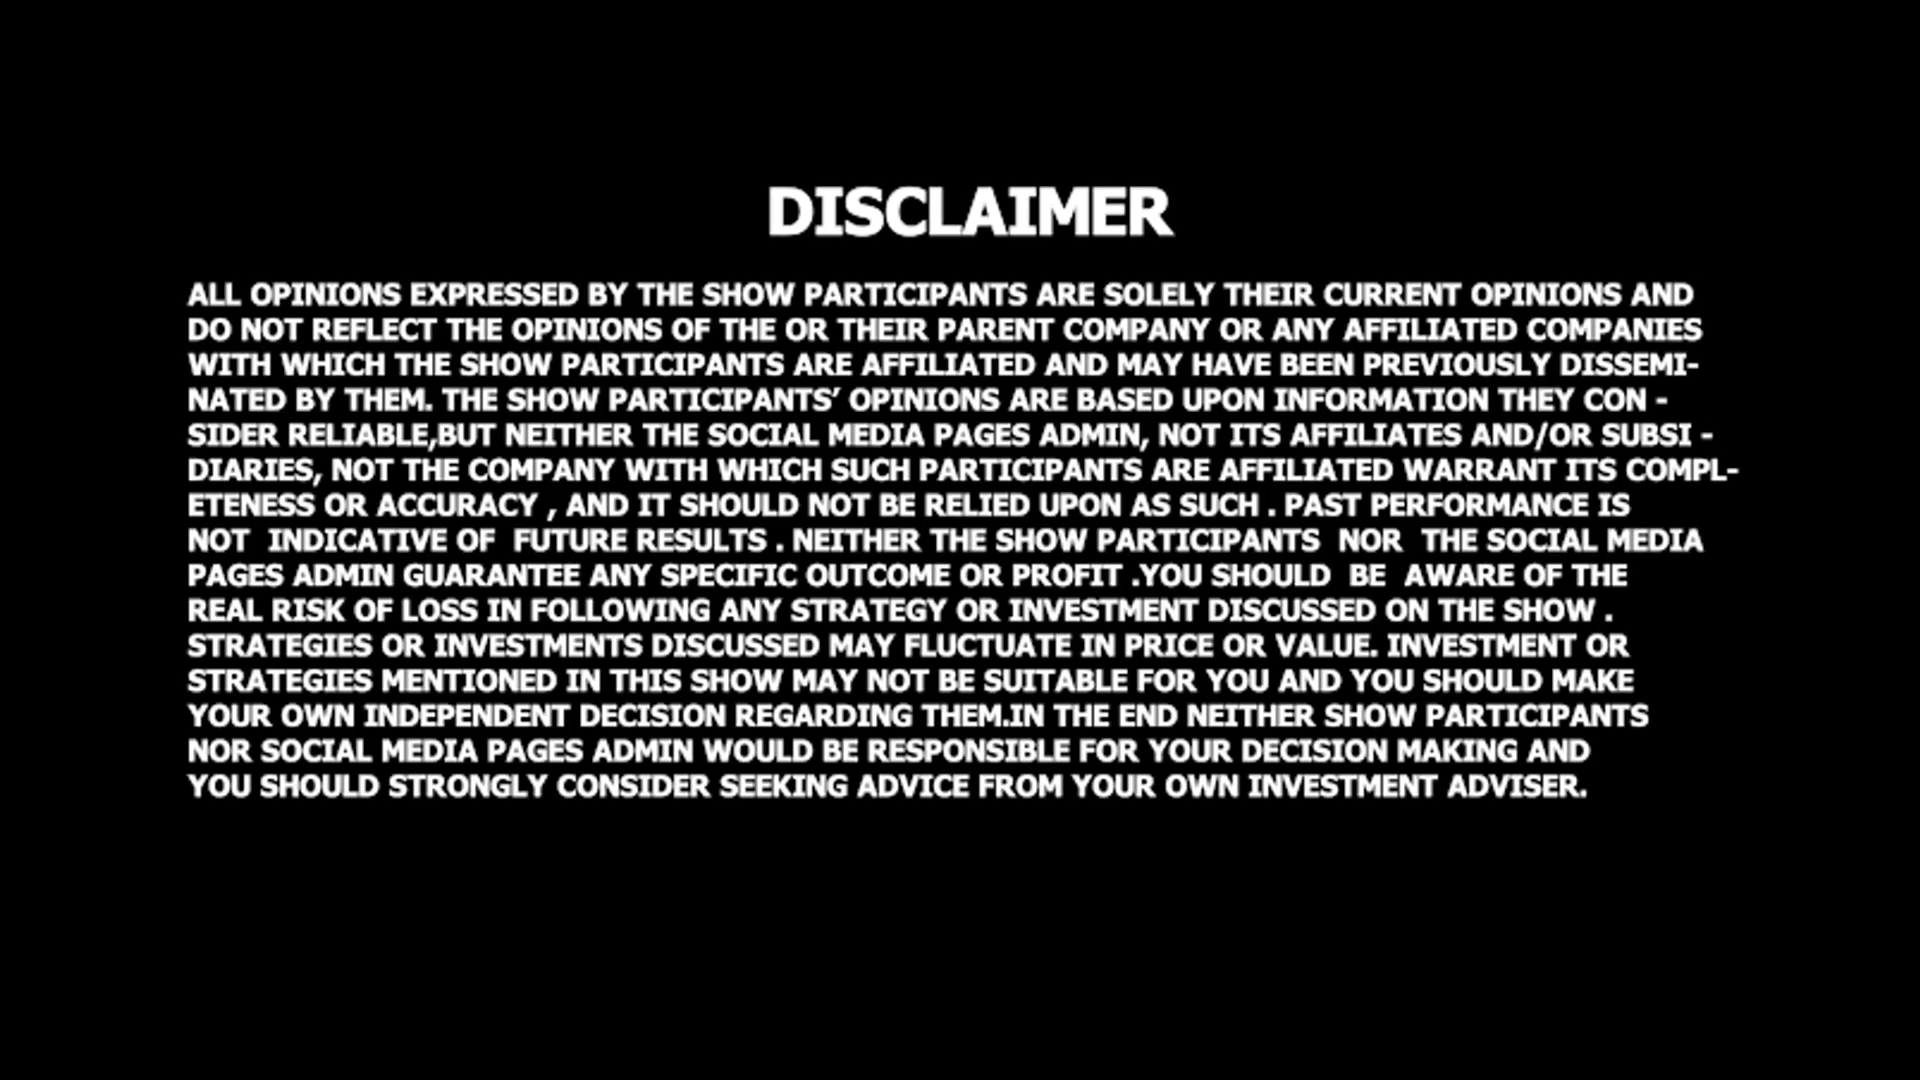 DISCLAIMER
ALL OPINIONS EXPRESSED BY THE SHOW PARTICIPANTS ARE SOLELY THEIR CURRENT OPINIONS AND
DO NOT REFLECT THE OPINIONS OF THE OR THEIR PARENT COMPANY OR ANY AFFILIATED COMPANIES
WITH WHICH THE SHOW PARTICIPANTS ARE AFFILIATED AND MAY HAVE BEEN PREVIOUSLY DISSEMI-
NATED BY THEM. THE SHOW PARTICIPANTS’ OPINIONS ARE BASED UPON INFORMATION THEY CON -
SIDER RELIABLE,BUT NEITHER THE SOCIAL MEDIA PAGES ADMIN, NOT ITS AFFILIATES AND/OR SUBSI -
DIARIES, NOT THE COMPANY WITH WHICH SUCH PARTICIPANTS ARE AFFILIATED WARRANT ITS COMPL-
ETENESS OR ACCURACY , AND IT SHOULD NOT BE RELIED UPON AS SUCH . PAST PERFORMANCE IS
NOT  INDICATIVE OF  FUTURE RESULTS . NEITHER THE SHOW PARTICIPANTS  NOR  THE SOCIAL MEDIA
PAGES ADMIN GUARANTEE ANY SPECIFIC OUTCOME OR PROFIT .YOU SHOULD  BE  AWARE OF THE
REAL RISK OF LOSS IN FOLLOWING ANY STRATEGY OR INVESTMENT DISCUSSED ON THE SHOW .
STRATEGIES OR INVESTMENTS DISCUSSED MAY FLUCTUATE IN PRICE OR VALUE. INVESTMENT OR
STRATEGIES MENTIONED IN THIS SHOW MAY NOT BE SUITABLE FOR YOU AND YOU SHOULD MAKE
YOUR OWN INDEPENDENT DECISION REGARDING THEM.IN THE END NEITHER SHOW PARTICIPANTS
NOR SOCIAL MEDIA PAGES ADMIN WOULD BE RESPONSIBLE FOR YOUR DECISION MAKING AND
YOU SHOULD STRONGLY CONSIDER SEEKING ADVICE FROM YOUR OWN INVESTMENT ADVISER.